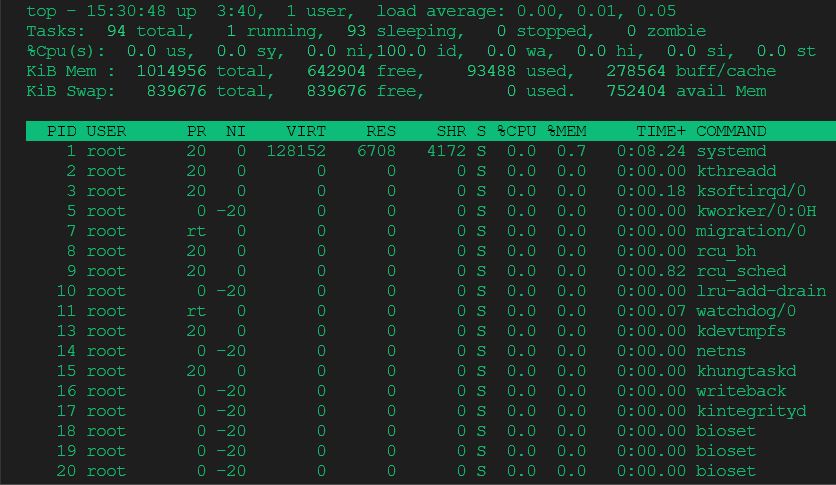 top - 15:30:48 up  3:40,  1 user,  load average: 0.00, 0.01, 0.05
Tasks:  94 total,   1 running,  93 sleeping,   0 stopped,   0 zombie
%Cpu(s):  0.0 us,  0.0 sy,  0.0 ni,100.0 id,  0.0 wa,  0.0 hi,  0.0 si,  0.0 st
KiB Mem :  1014956 total,   642904 free,    93488 used,   278564 buff/cache
KiB Swap:   839676 total,   839676 free,        0 used.   752404 avail Mem
PID USER      PR  NI    VIRT    RES    SHR S %CPU %MEM     TIME+ COMMAND
1 root      20   0  128152   6708   4172 S  0.0  0.7   0:08.24 systemd
2 root      20   0       0      0      0 S  0.0  0.0   0:00.00 kthreadd
3 root      20   0       0      0      0 S  0.0  0.0   0:00.18 ksoftirqd/0
5 root       0 -20       0      0      0 S  0.0  0.0   0:00.00 kworker/0:0H
7 root      rt   0       0      0      0 S  0.0  0.0   0:00.00 migration/0
8 root      20   0       0      0      0 S  0.0  0.0   0:00.00 rcu_bh
9 root      20   0       0      0      0 S  0.0  0.0   0:00.82 rcu_sched
10 root       0 -20       0      0      0 S  0.0  0.0   0:00.00 lru-add-drain
11 root      rt   0       0      0      0 S  0.0  0.0   0:00.07 watchdog/0
13 root      20   0       0      0      0 S  0.0  0.0   0:00.00 kdevtmpfs
14 root       0 -20       0      0      0 S  0.0  0.0   0:00.00 netns
15 root      20   0       0      0      0 S  0.0  0.0   0:00.00 khungtaskd
16 root       0 -20       0      0      0 S  0.0  0.0   0:00.00 writeback
17 root       0 -20       0      0      0 S  0.0  0.0   0:00.00 kintegrityd
18 root       0 -20       0      0      0 S  0.0  0.0   0:00.00 bioset
19 root       0 -20       0      0      0 S  0.0  0.0   0:00.00 bioset
20 root       0 -20       0      0      0 S  0.0  0.0   0:00.00 bioset